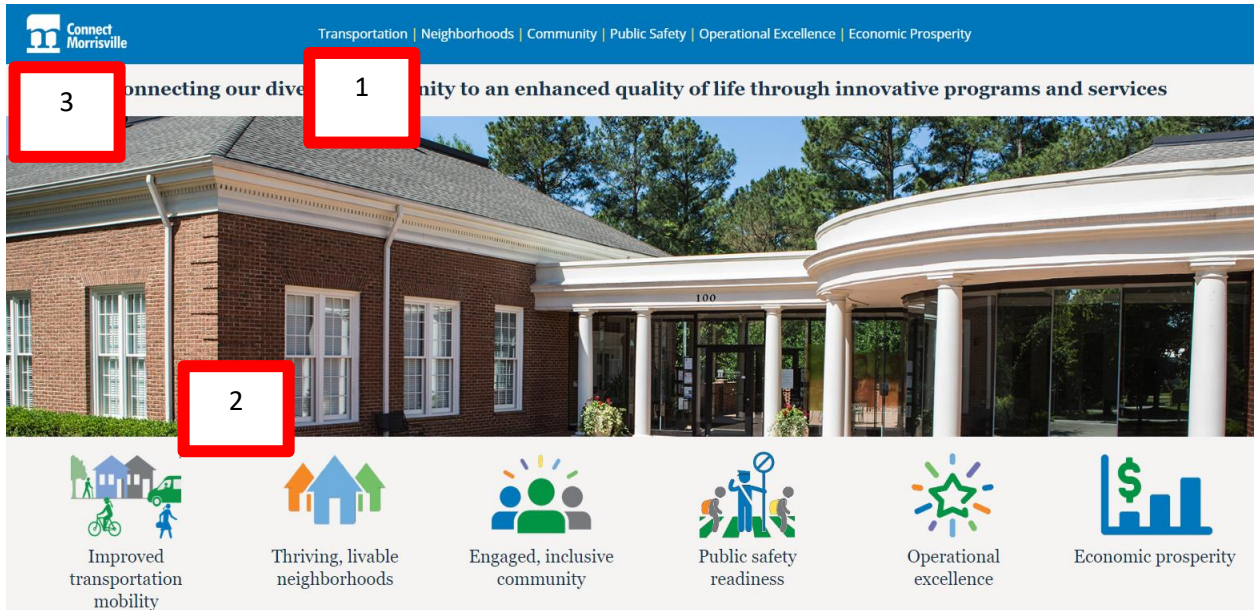 Connect
Morrisville
Transportation | Neighborhoods | Community | Public Safety | Operational Excellence | Economic Prosperity
3
1
onnecting our dive nity to an enhanced quality of life through innovative programs and services
100
2
Improved
transportation
mobility
Thriving, livable
neighborhoods
Engaged, inclusive
community
Public safety
readiness
Operational
excellence
Economic prosperity